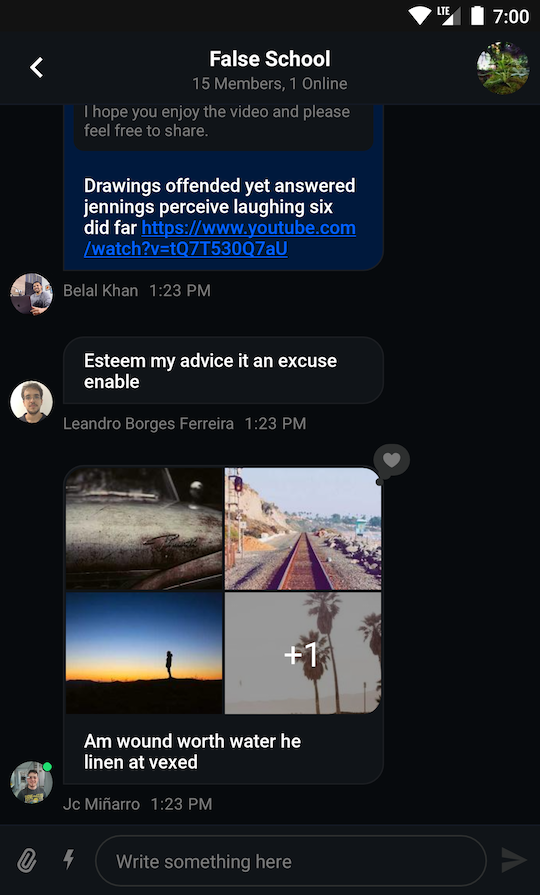 LTE 7:00
False School
15 Members, 1 Online
I hope you enjoy the video and please
feel free to share.
Drawings offended yet answered
jennings perceive laughing six
did far https://www.youtube.com
/watch?v=tQ7T530Q7aU
Belal Khan 1:23 PM
Esteem my advice it an excuse
enable
Leandro Borges Ferreira 1:23 PM
+1
Am wound worth water he
linen at vexed
Jc Miñarro 1:23 PM
Write something here